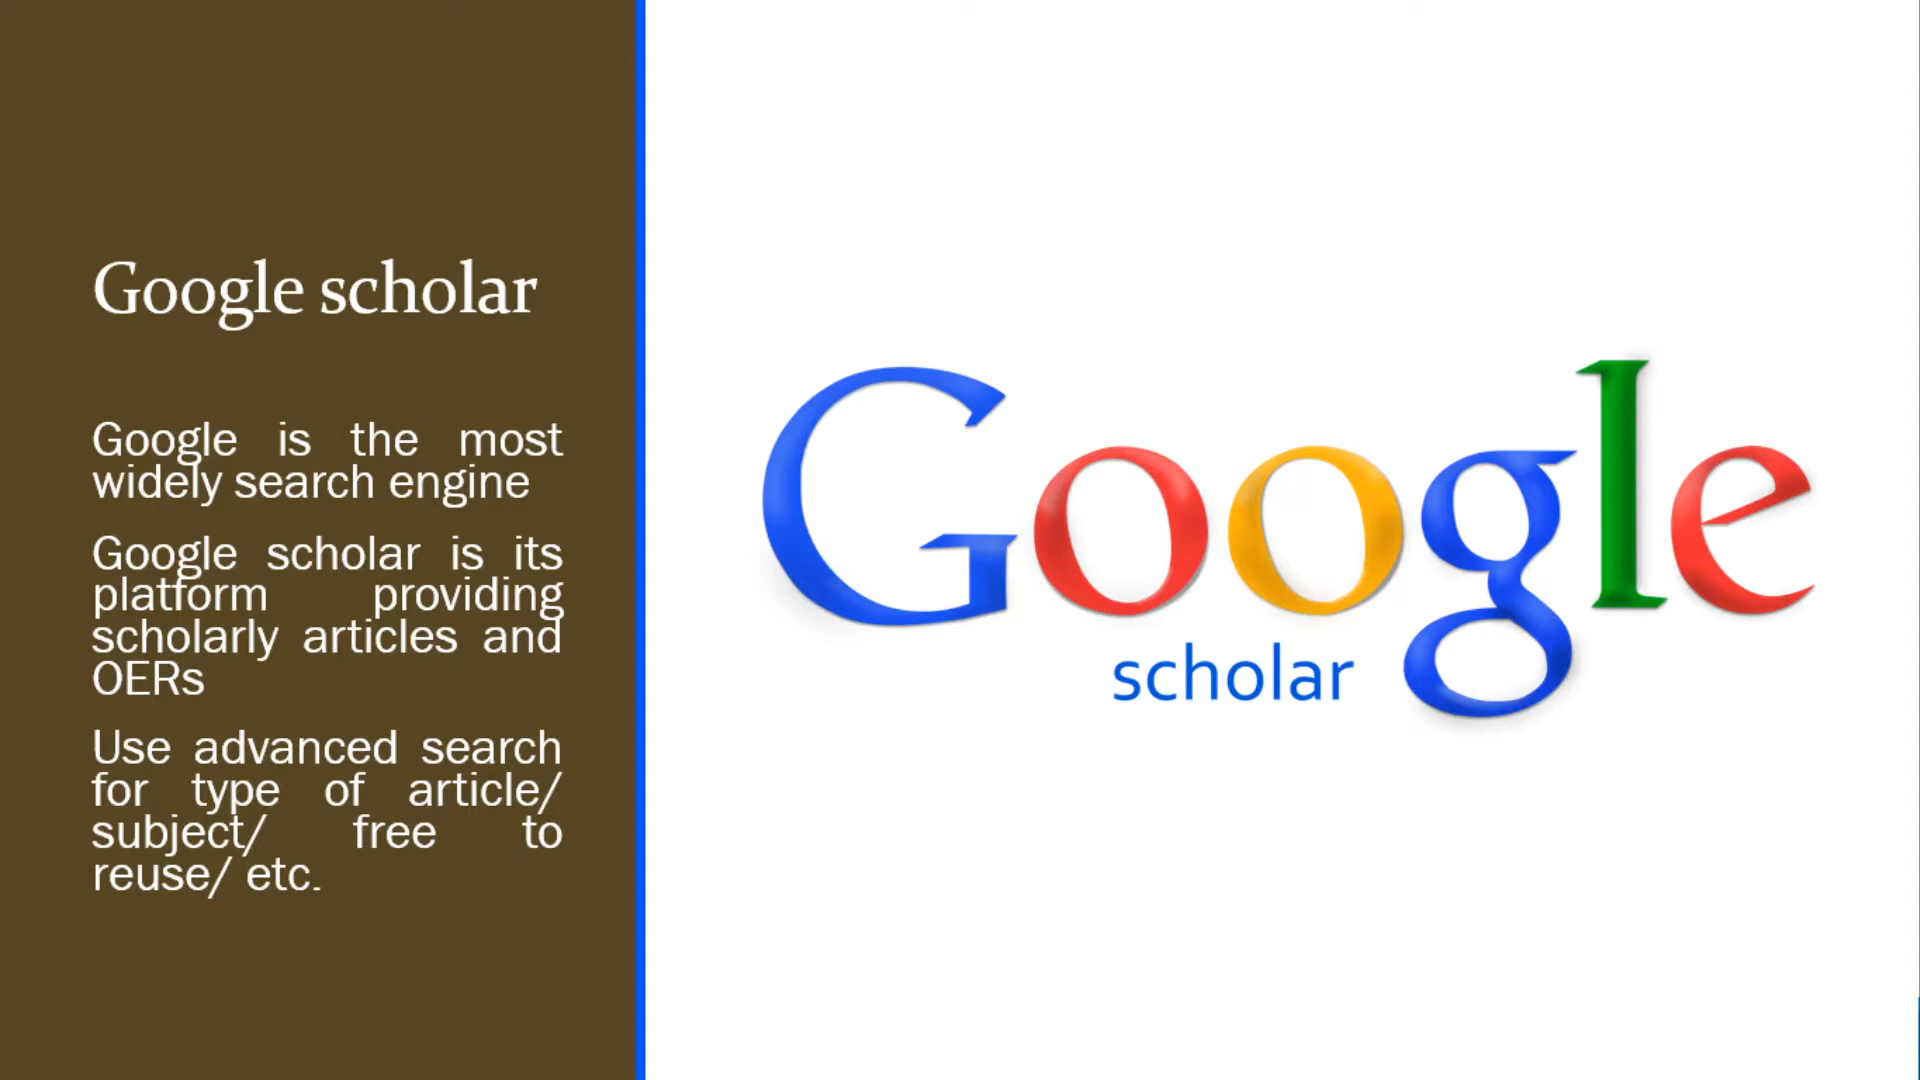 Google scholar
Google is the most
widely search engine
Google scholar is its
platform providing
scholarly articles and
OERs
Use advanced search
for type of article/
subject/ free to
reuse/ etc.
Google
scholar